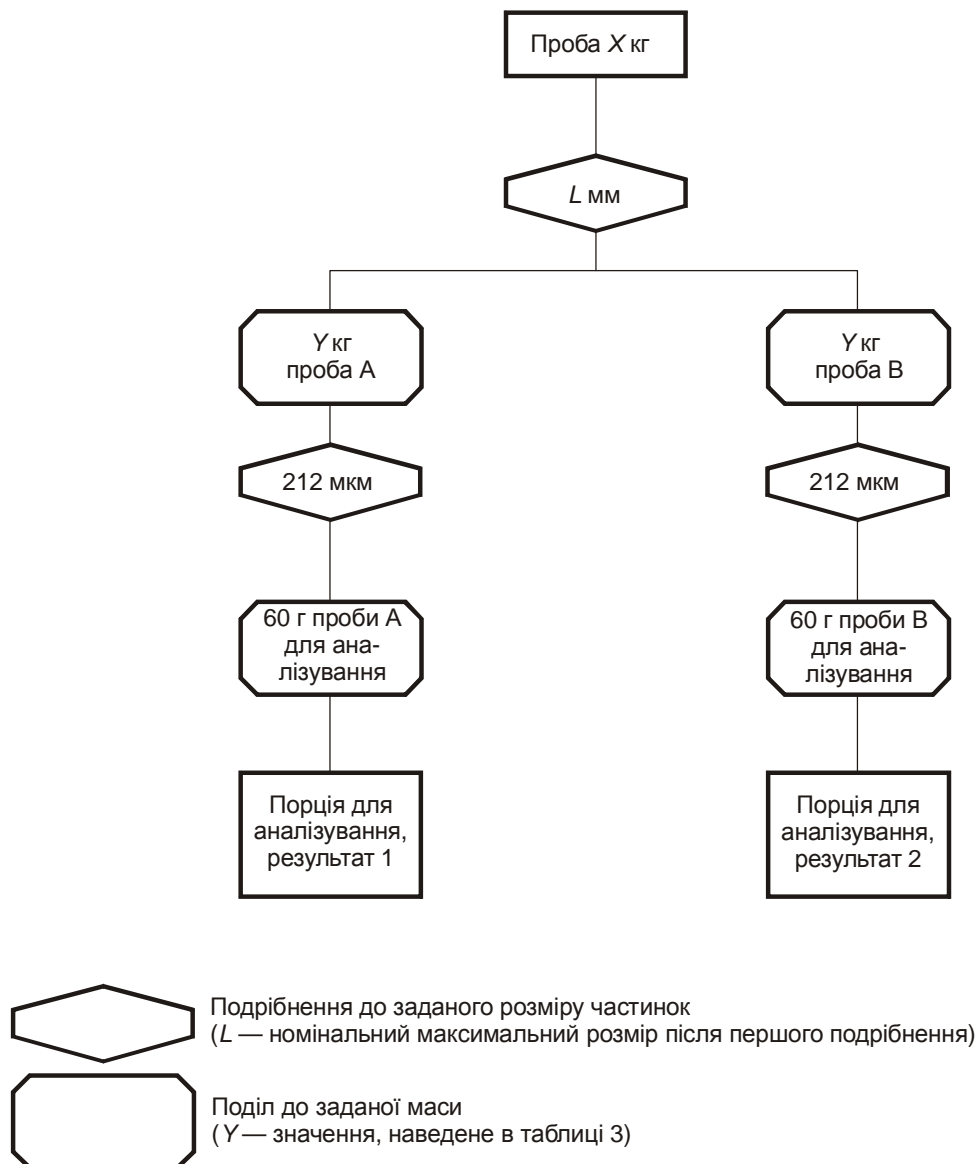 Проба X кг
L мм
Y кг
проба А
Y кг
проба В
212 мкм
212 мкм
60 г проби А
для ана-
лізування
60 г проби В
для ана-
лізування
Порція для
аналізування,
результат 1
Порція для
аналізування,
результат 2
Подрібнення до заданого розміру частинок
(L — номінальний максимальний розмір після першого подрібнення)
Поділ до заданої маси
(Y — значення, наведене в таблиці 3)